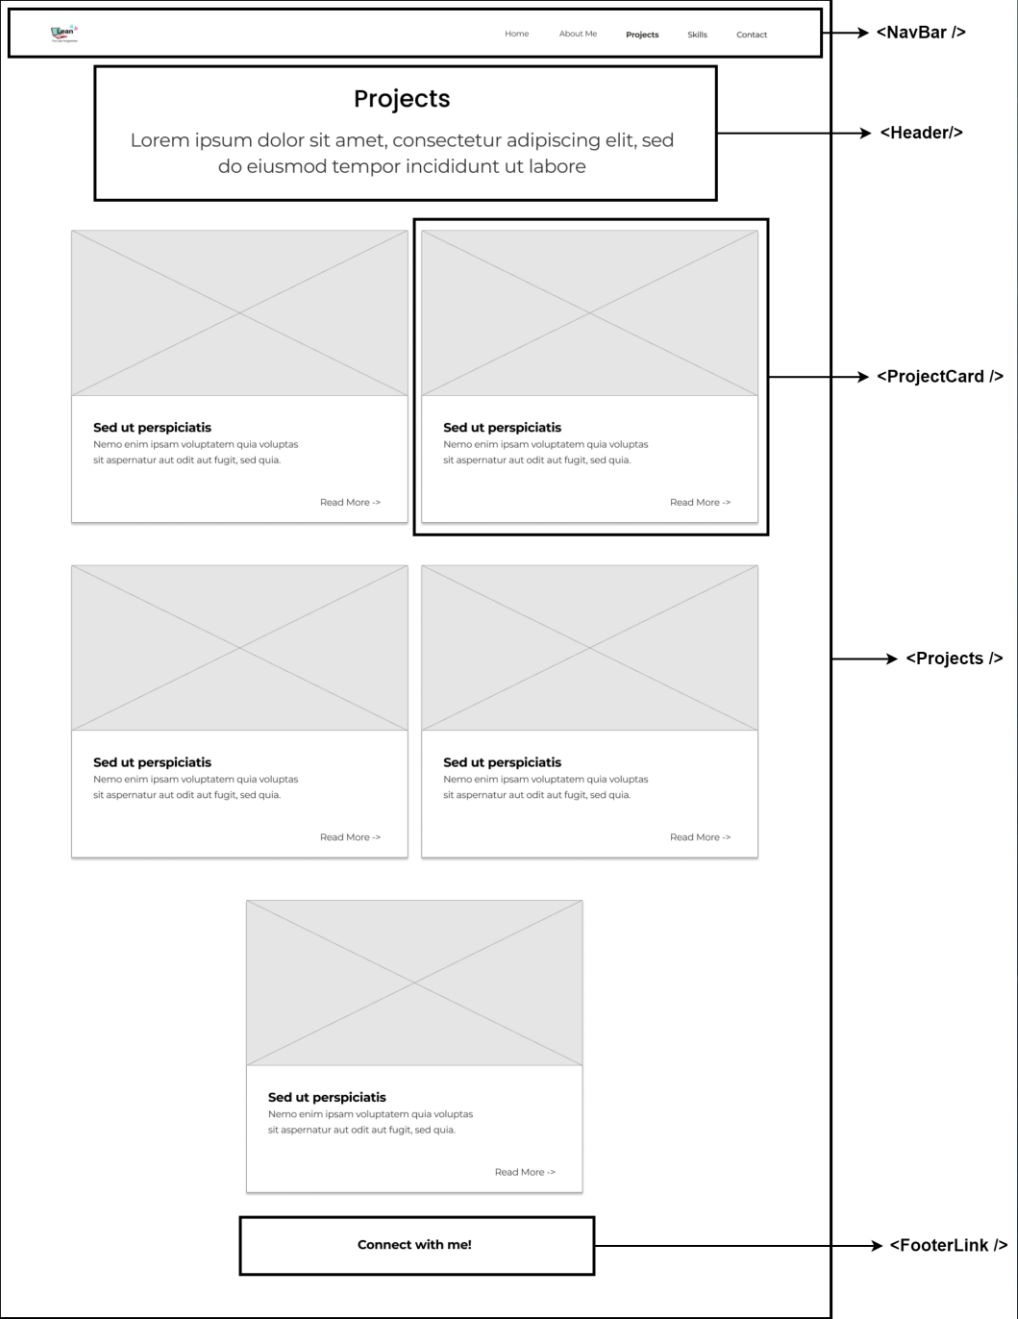 Lean
Home About Me Projects Skills Contact
<NavBar />
Projects
Lorem ipsum dolor sit amet, consectetur adipiscing elit, sed
do eiusmod tempor incididunt ut labore
<Header/>
<ProjectCard />
Sed ut perspiciatis
Nemo enim ipsam voluptatem quia voluptas
sit aspernatur aut odit aut fugit, sed quia.
Read More ->
Sed ut perspiciatis
Nemo enim ipsam voluptatem quia voluptas
sit aspernatur aut odit aut fugit, sed quia.
Read More ->
<Projects />
Sed ut perspiciatis
Nemo enim ipsam voluptatem quia voluptas
sit aspernatur aut odit aut fugit, sed quia.
Read More ->
Sed ut perspiciatis
Nemo enim ipsam voluptatem quia voluptas
sit aspernatur aut odit aut fugit, sed quia.
Read More ->
Sed ut perspiciatis
Nemo enim ipsam voluptatem quia voluptas
sit aspernatur aut odit aut fugit, sed quia.
Read More ->
Connect with me!
<FooterLink />